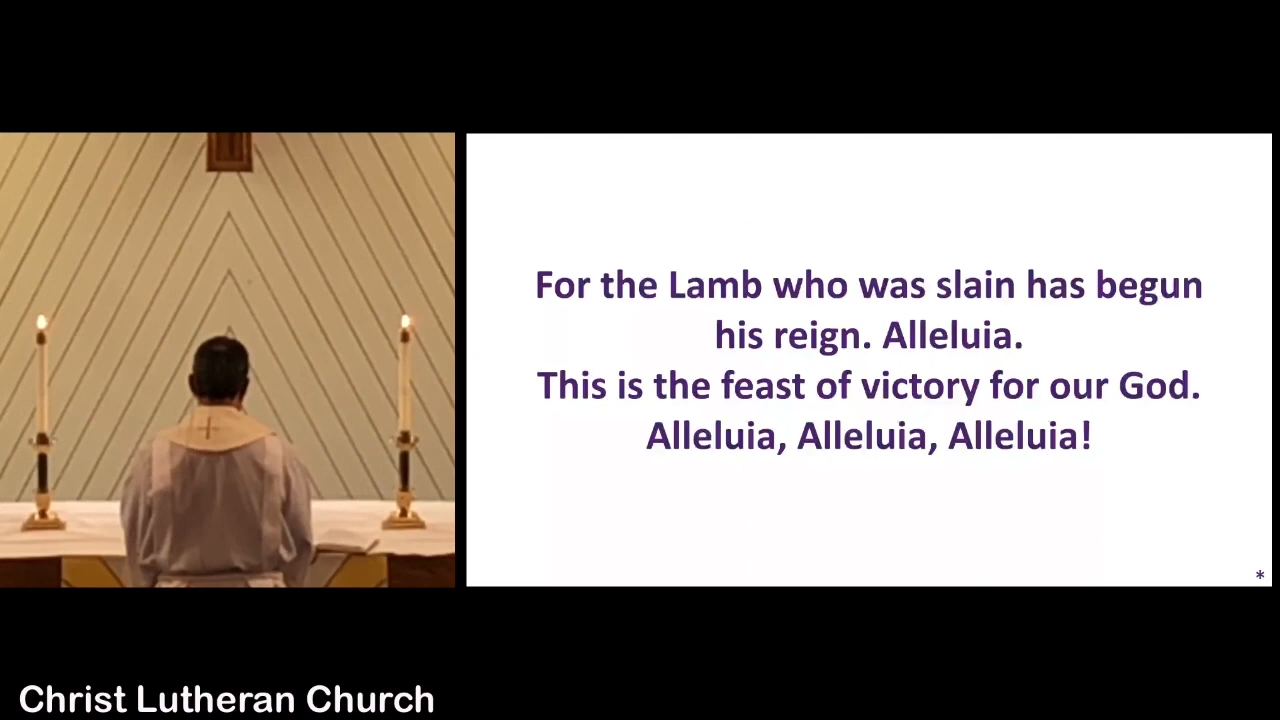 For the Lamb who was slain has begun
his reign. Alleluia.
This is the feast of victory for our God.
Alleluia, Alleluia, Alleluia!
*
Christ Lutheran Church